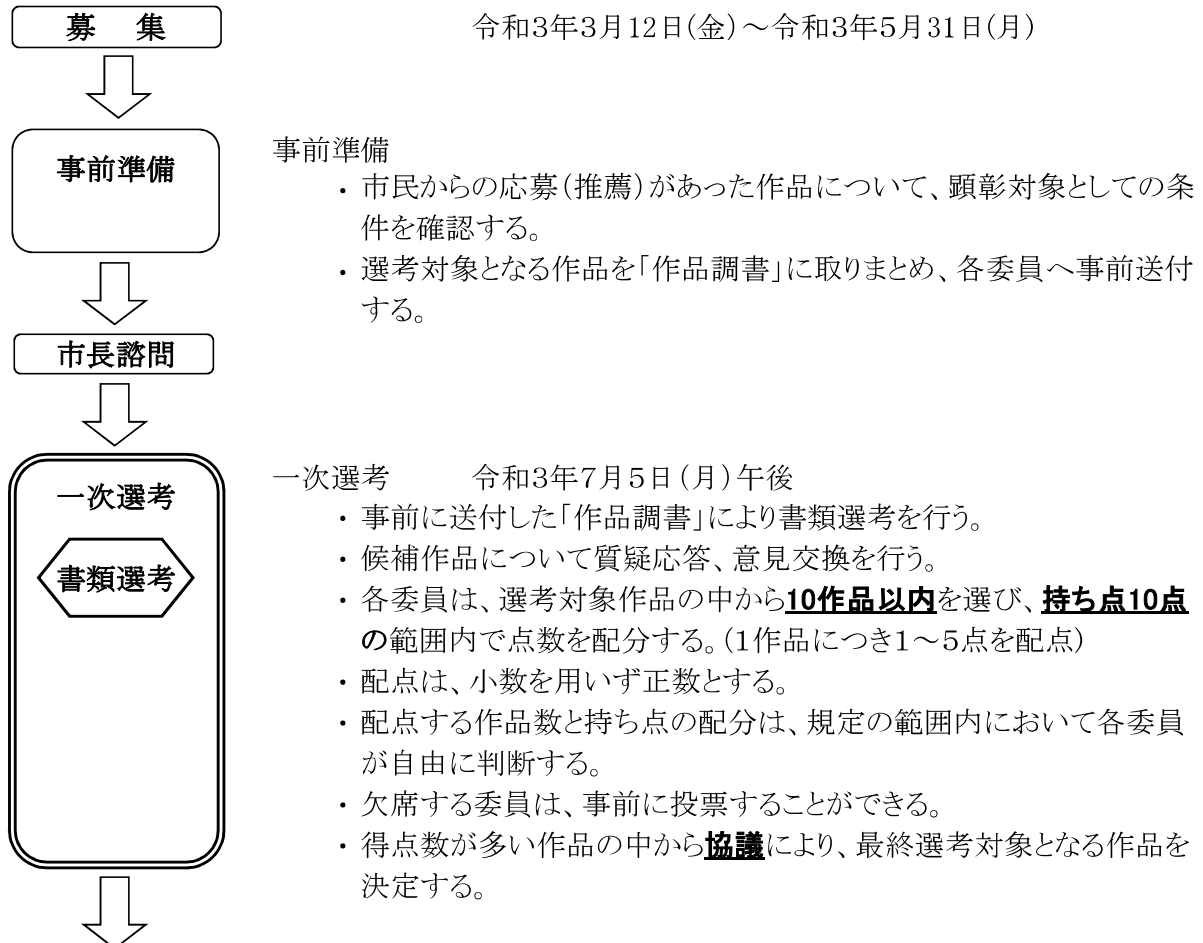 募　集
令和3年3月12日(金)～令和3年5月31日(月)
事前準備
事前準備
・市民からの応募(推薦)があった作品について、顕彰対象としての条
件を確認する。
・選考対象となる作品を「作品調書」に取りまとめ、各委員へ事前送付
する。
市長諮問
一次選考
書類選考
一次選考　令和3年7月5日(月)午後
・事前に送付した「作品調書」により書類選考を行う。
・候補作品について質疑応答、意見交換を行う。
・各委員は、選考対象作品の中から10作品以内を選び、持ち点10点
の範囲内で点数を配分する。(1作品につき1～5点を配点)
・配点は、小数を用いず正数とする。
・配点する作品数と持ち点の配分は、規定の範囲内において各委員
が自由に判断する。
・欠席する委員は、事前に投票することができる。
・得点数が多い作品の中から協議により、最終選考対象となる作品を
決定する。